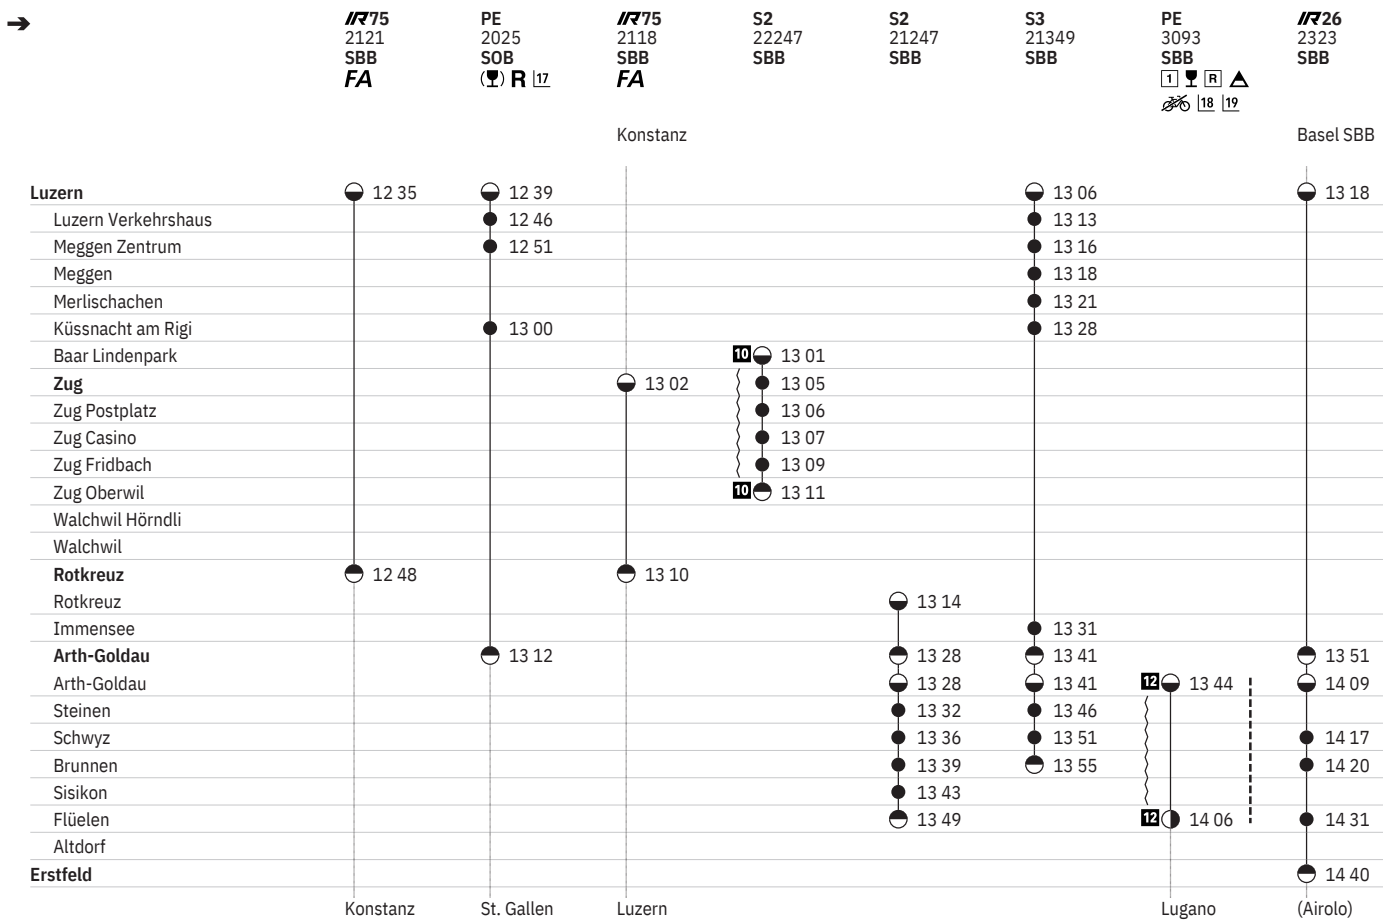 ➔ IR75 PE IR75 S2 S2 S3 PE IR26
2121 2025 2118 22247 21247 21349 3093 2323
SBB SOB SBB SBB SBB SBB SBB SBB
FA R 17 FA 1 R
18 19
Konstanz Basel SBB
Luzern 12 35 12 39 13 06 13 18
Luzern Verkehrshaus 12 46 13 13
Meggen Zentrum 12 51 13 16
Meggen 13 18
Merlischachen 13 21
Küssnacht am Rigi 13 00 13 28
Baar Lindenpark 10 13 01
Zug 13 02 13 05
Zug Postplatz 13 06
Zug Casino 13 07
Zug Fridbach 13 09
Zug Oberwil 10 13 11
Walchwil Hörndli
Walchwil
Rotkreuz 12 48 13 10
Rotkreuz 13 14
Immensee 13 31
Arth-Goldau 13 12 13 28 13 41 13 51
Arth-Goldau 13 28 13 41 12 13 44 14 09
Steinen 13 32 13 46
Schwyz 13 36 13 51 14 17
Brunnen 13 39 13 55 14 20
Sisikon 13 43
Flüelen 13 49 12 14 06 14 31
Altdorf
Erstfeld 14 40
Konstanz St. Gallen Luzern Lugano (Airolo)